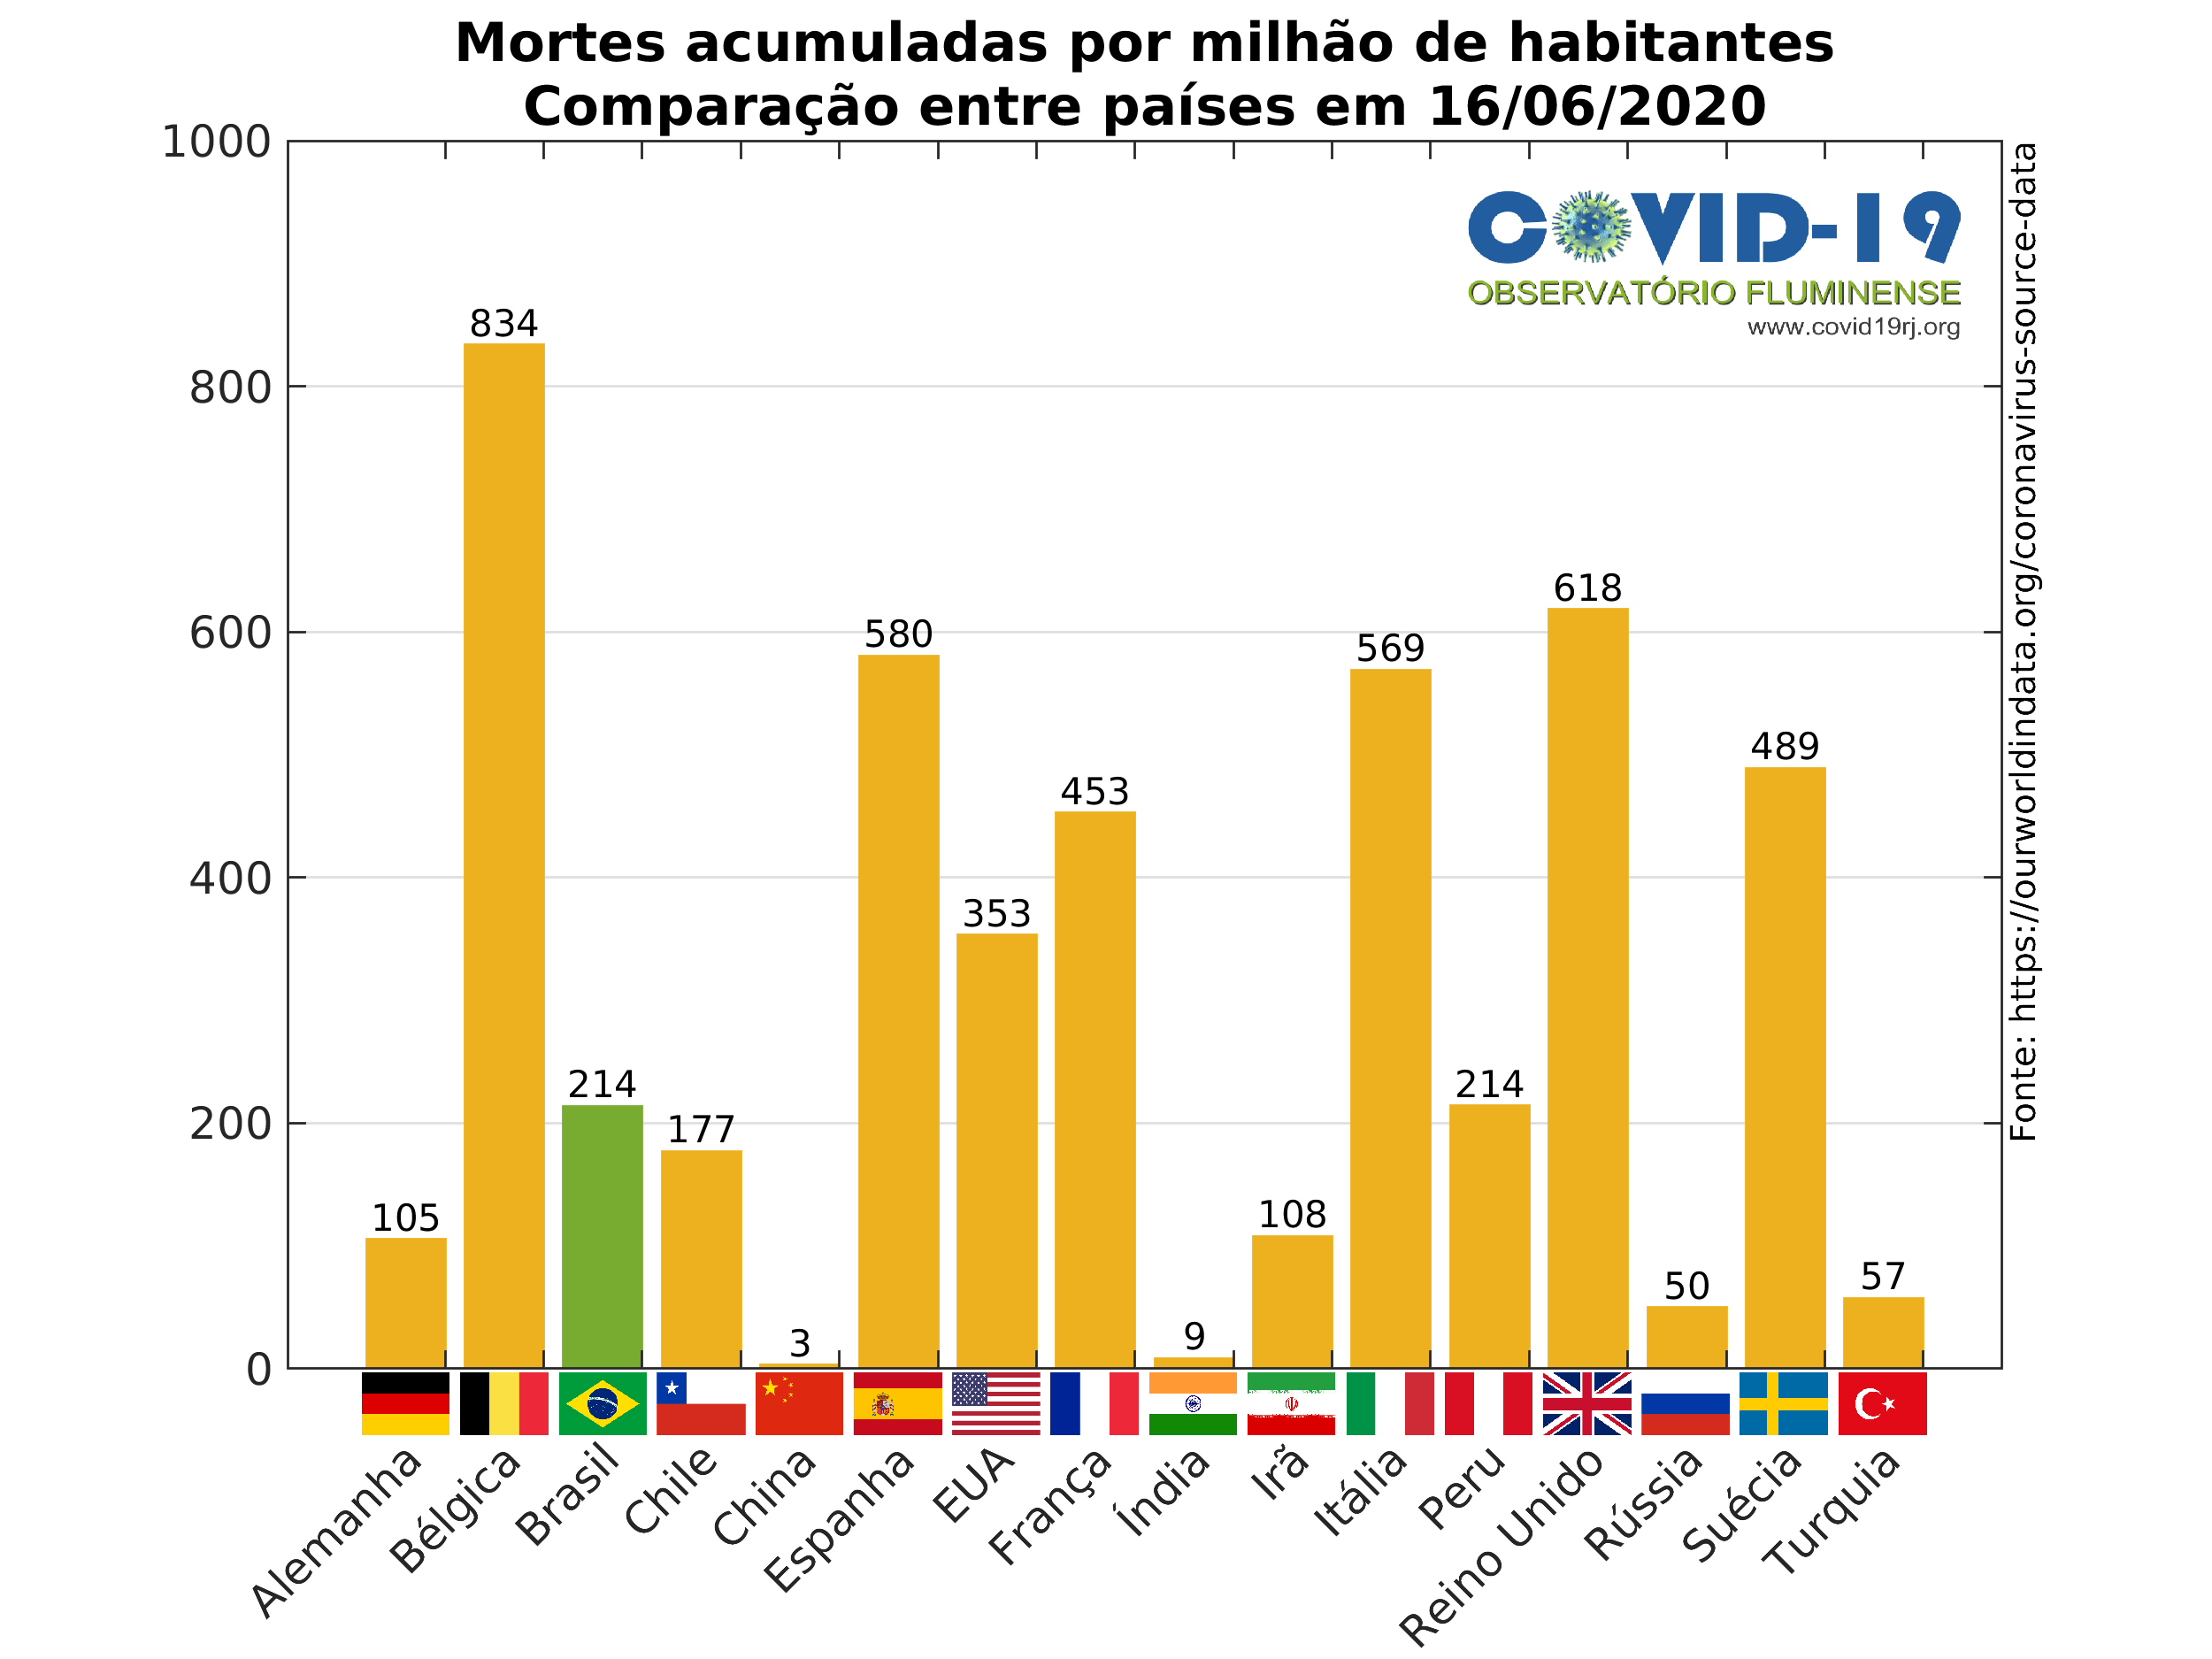 Mortes acumuladas por milhão de habitantes
Comparação entre países em 16/06/2020
1000
800
600
400
200
0
COVID-19
OBSERVATÓRIO FLUMINENSE
www.covid19rj.org
Fonte: https://ourworldindata.org/coronavirus-source-data
105
834
214
177
3
580
353
453
9
108
569
214
618
50
489
57
Alemanha
Bélgica
Brasil
Chile
China
Espanha
EUA
França
Índia
Irã
Itália
Peru
Reino Unido
Rússia
Suécia
Turquia